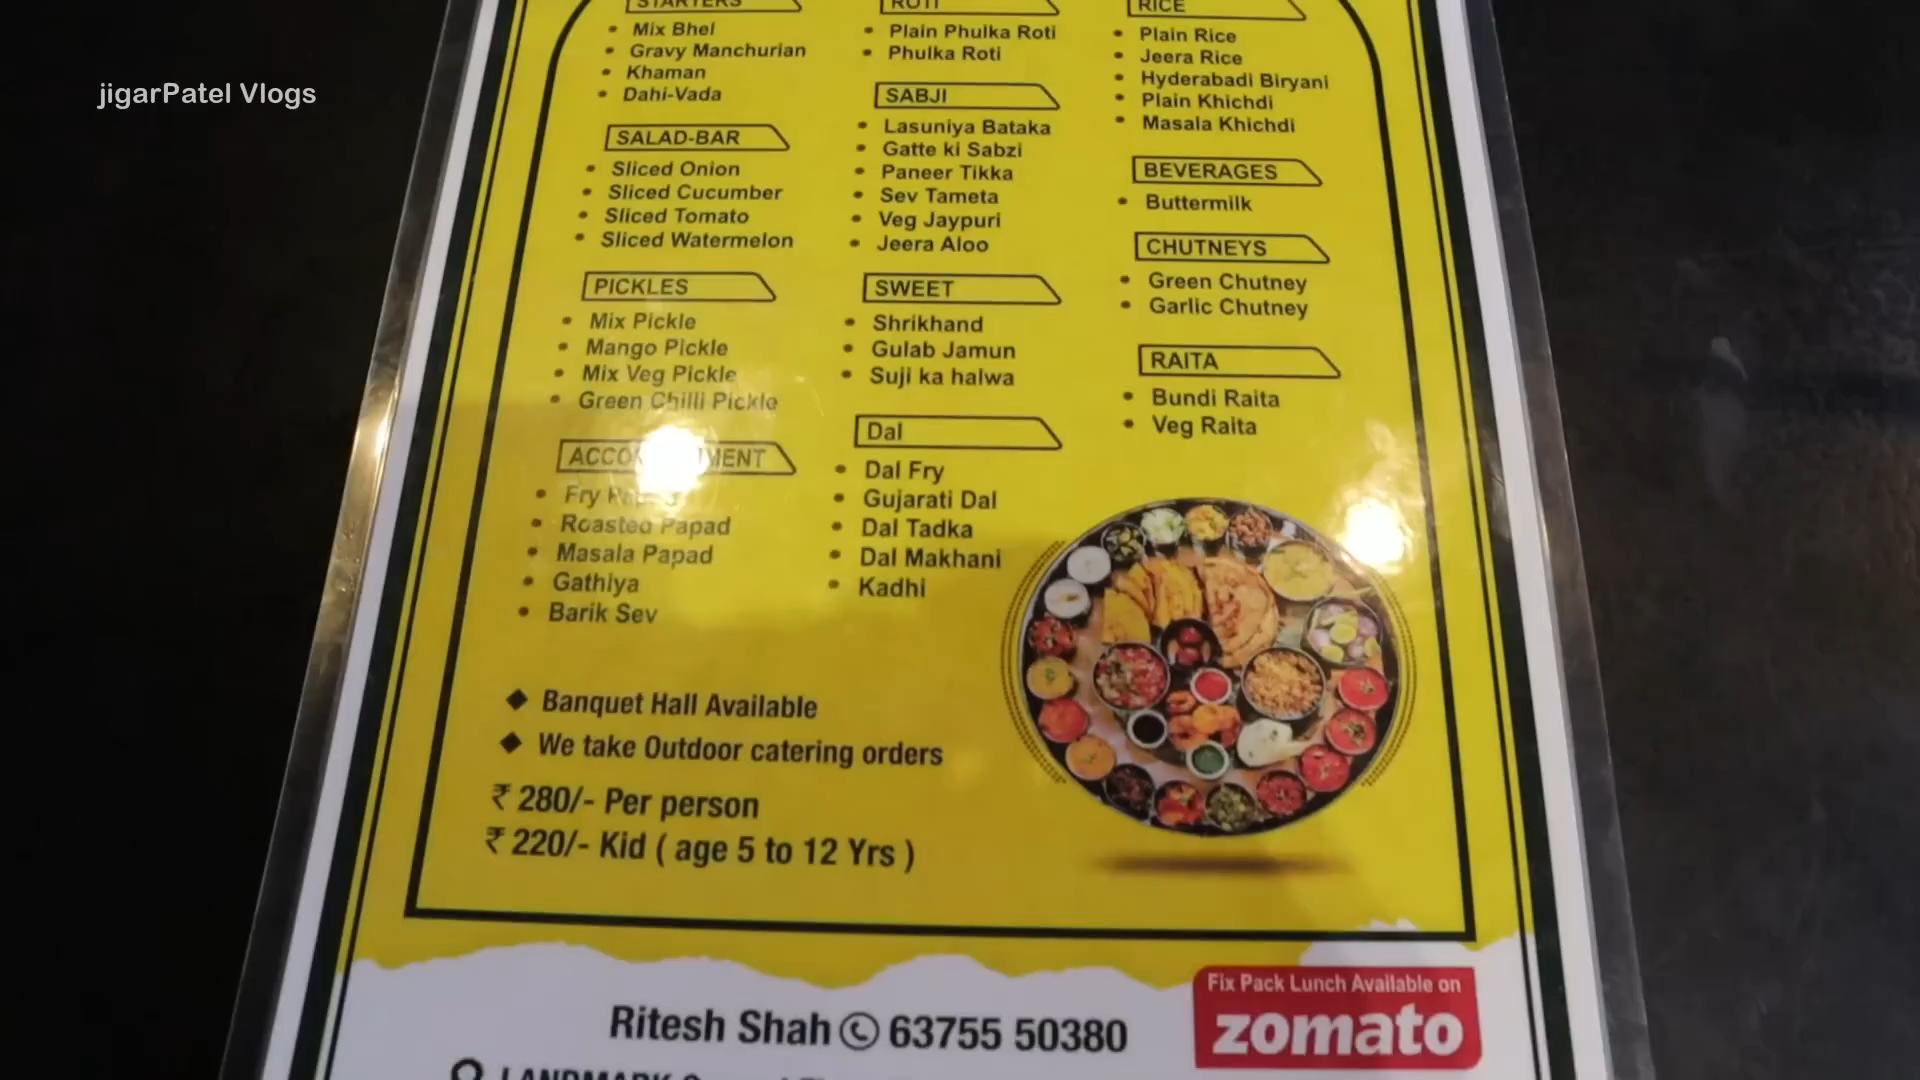 jigarPatel Vlogs
STARTERS
Mix Bhel
Gravy Manchurian
Khaman
Dahi-Vada
SALAD-BAR
Sliced Onion
Sliced Cucumber
Sliced Tomato
Sliced Watermelon
PICKLES
Mix Pickle
Mango Pickle
Mix Veg Pickle
Green Chilli Pickle
Fry
Roasted Papad
Masala Papad
Gathiya
Barik Sev
ROTI
Plain Phulka Roti
Phulka Roti
SABJI
Lasuniya Bataka
Gatte ki Sabzi
Paneer Tikka
Sev Tameta
Veg Jaypuri
Jeera Aloo
SWEET
Shrikhand
Gulab Jamun
Suji ka halwa
Dal
Dal Fry
Gujarati Dal
Dal Tadka
Dal Makhani
Kadhi
RICE
Plain Rice
Jeera Rice
Hyderabadi Biryani
Plain Khichdi
Masala Khichdi
BEVERAGES
Buttermilk
CHUTNEYS
Green Chutney
Garlic Chutney
RAITA
Bundi Raita
Veg Raita
Banquet Hall Available
We take Outdoor catering orders
₹ 280/- Per person
₹ 220/- Kid ( age 5 to 12 Yrs )
Fix Pack Lunch Available on
zomato
Ritesh Shah 63755 50380
LANDMARK